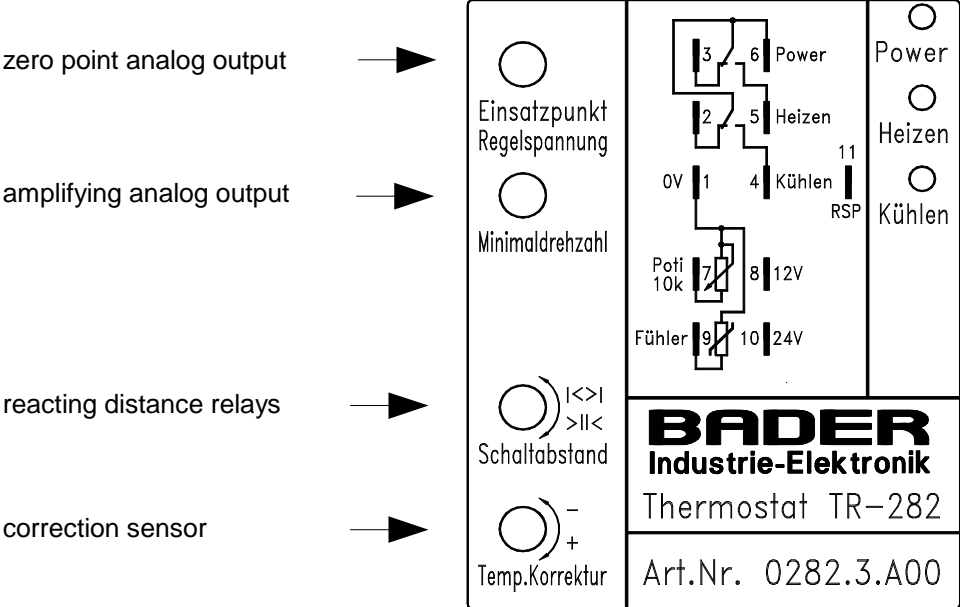 zero point analog output
amplifying analog output
reacting distance relays
correction sensor
Einsatzpunkt
Regelspannung
Minimaldrehzahl
I<>I
>II<
Schaltabstand
−
+
Temp.Korrektur
3 6 Power
2 5 Heizen
0V 1 4 Kühlen
11
RSP
Poti
10k
7 8 12V
Fühler 9 10 24V
Power
Heizen
Kühlen
BADER
Industrie-Elektronik
Thermostat TR−282
Art.Nr. 0282.3.A00